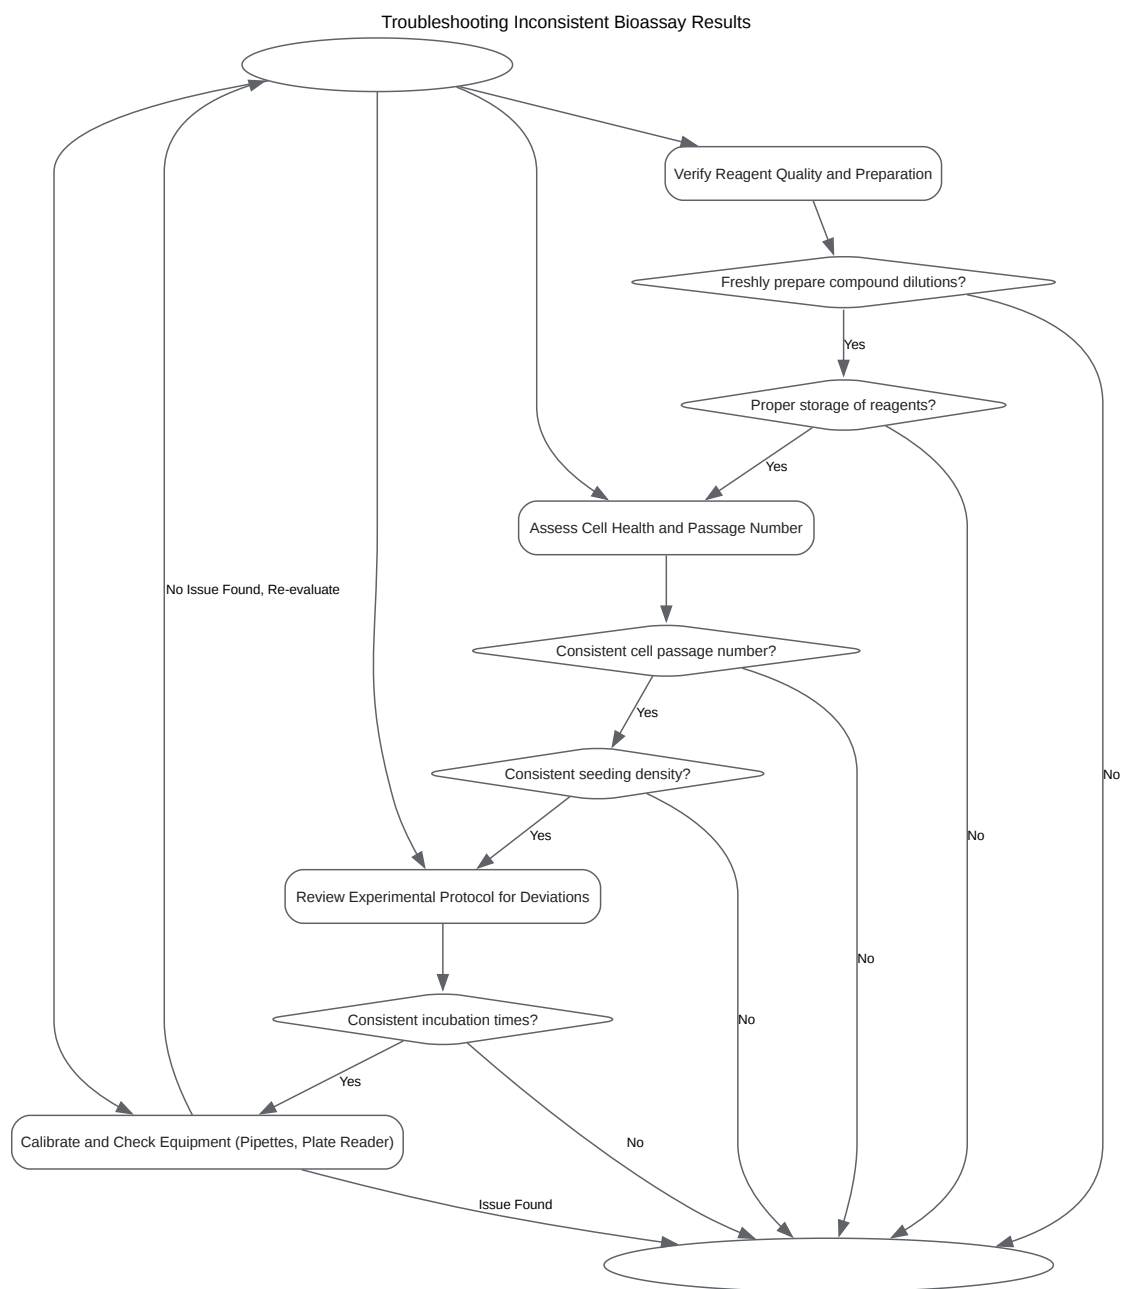 Troubleshooting Inconsistent Bioassay Results
Verify Reagent Quality and Preparation
Freshly prepare compound dilutions?
Yes
Proper storage of reagents?
Yes
Assess Cell Health and Passage Number
No Issue Found, Re-evaluate
Consistent cell passage number?
Yes
Consistent seeding density?
No
Yes
No
Review Experimental Protocol for Deviations
No
Consistent incubation times?
No
Yes
Calibrate and Check Equipment (Pipettes, Plate Reader)
No
Issue Found